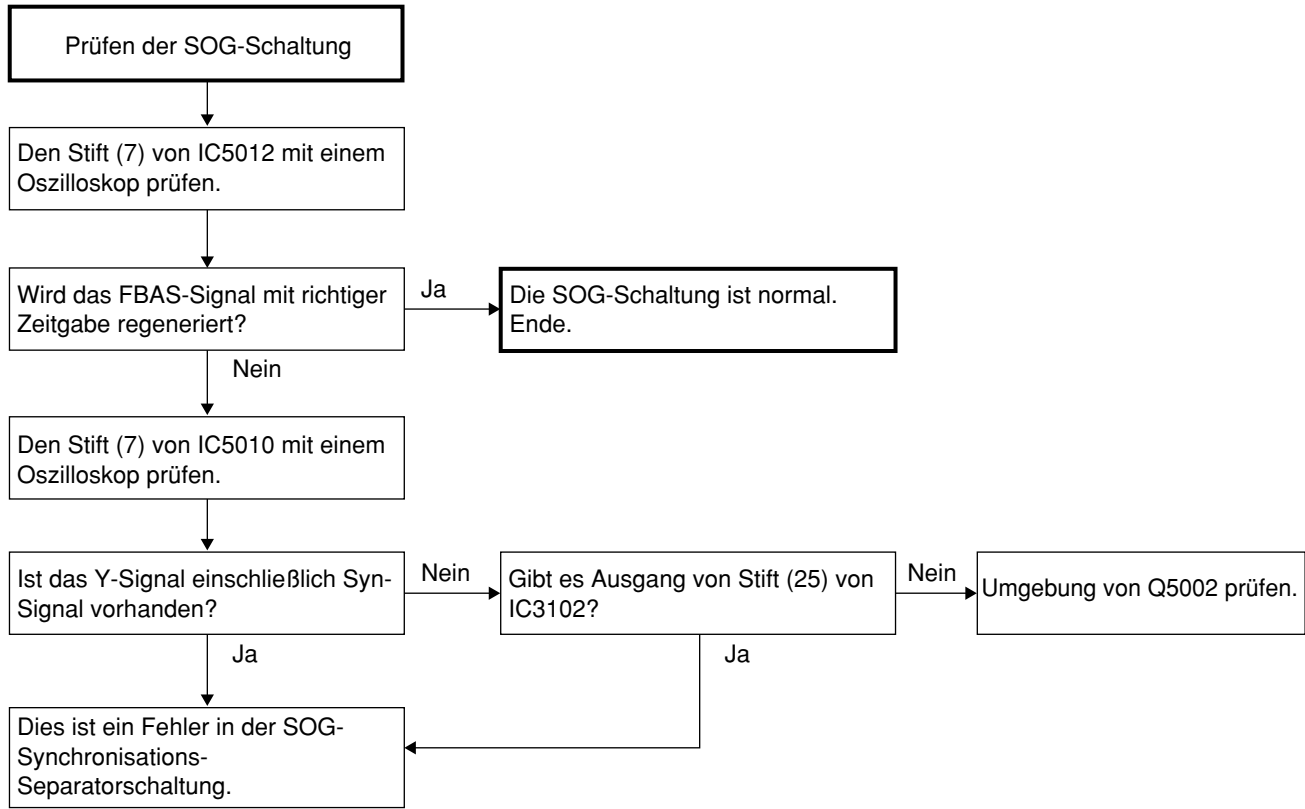 Prüfen der SOG-Schaltung
Den Stift (7) von IC5012 mit einem
Oszilloskop prüfen.
Wird das FBAS-Signal mit richtiger
Zeitgabe regeneriert?
Ja
Die SOG-Schaltung ist normal.
Ende.
Nein
Den Stift (7) von IC5010 mit einem
Oszilloskop prüfen.
Ist das Y-Signal einschließlich Syn-
Signal vorhanden?
Nein
Gibt es Ausgang von Stift (25) von
IC3102?
Nein
Umgebung von Q5002 prüfen.
Ja
Ja
Dies ist ein Fehler in der SOG-
Synchronisations-
Separatorschaltung.